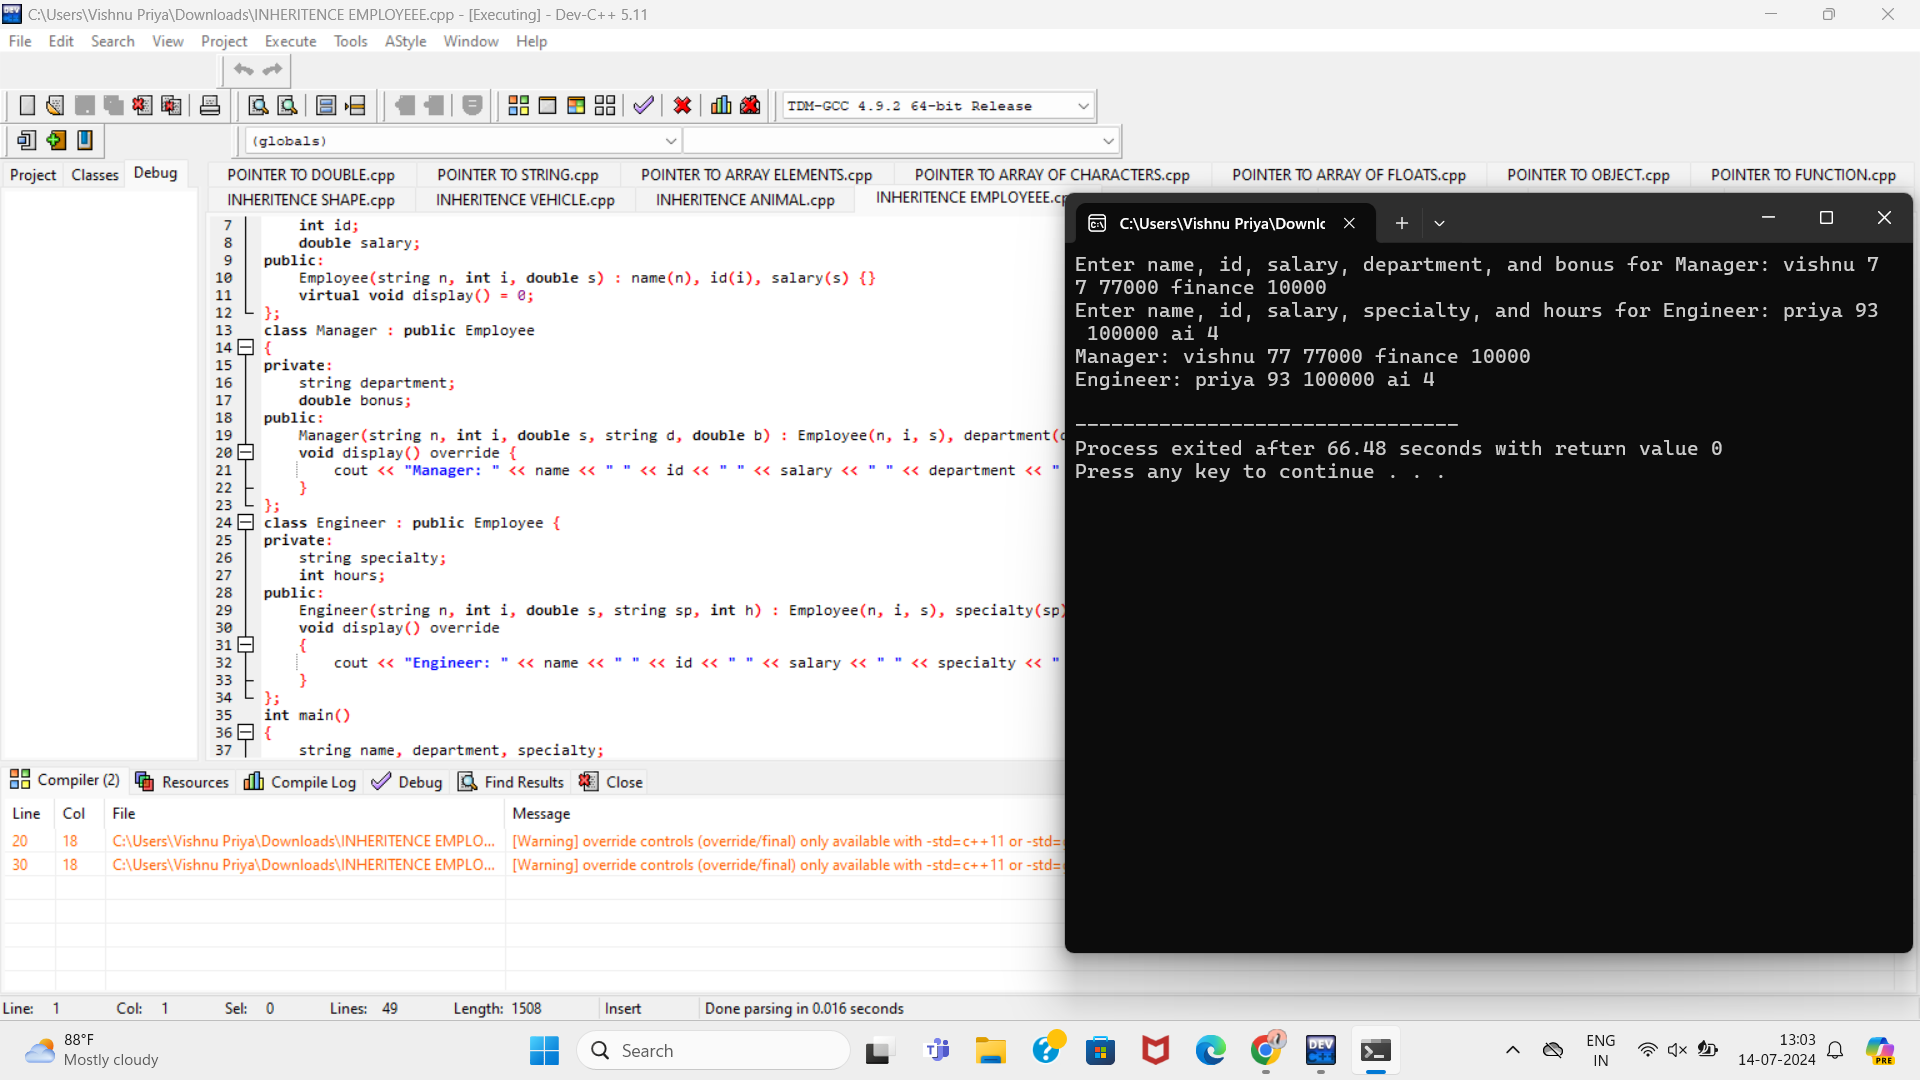 C:\Users\Vishnu Priya\Downloads\INHERITENCE EMPLOYEEE.cpp - [Executing] - Dev-C++ 5.11
File Edit Search View Project Execute Tools AStyle Window Help
TDM-GCC 4.9.2 64-bit Release
(globals)
Project Classes Debug
POINTER TO DOUBLE.cpp POINTER TO STRING.cpp POINTER TO ARRAY ELEMENTS.cpp POINTER TO ARRAY OF CHARACTERS.cpp POINTER TO ARRAY OF FLOATS.cpp POINTER TO OBJECT.cpp POINTER TO FUNCTION.cpp
INHERITENCE SHAPE.cpp INHERITENCE VEHICLE.cpp INHERITENCE ANIMAL.cpp INHERITENCE EMPLOYEEE.cp
7 int id;
8 double salary;
9 public:
10 Employee(string n, int i, double s) : name(n), id(i), salary(s) {}
11 virtual void display() = 0;
12 };
13 class Manager : public Employee
14 {
15 private:
16 string department;
17 double bonus;
18 public:
19 Manager(string n, int i, double s, string d, double b) : Employee(n, i, s), department(
20 void display() override {
21 cout << "Manager: " << name << " " << id << " " << salary << " " << department << "
22 }
23 };
24 class Engineer : public Employee {
25 private:
26 string specialty;
27 int hours;
28 public:
29 Engineer(string n, int i, double s, string sp, int h) : Employee(n, i, s), specialty(sp)
30 void display() override
31 {
32 cout << "Engineer: " << name << " " << id << " " << salary << " " << specialty << "
33 }
34 };
35 int main()
36 {
37 string name, department, specialty;
C:\Users\Vishnu Priya\Downlc
Enter name, id, salary, department, and bonus for Manager: vishnu 7
7 77000 finance 10000
Enter name, id, salary, specialty, and hours for Engineer: priya 93
100000 ai 4
Manager: vishnu 77 77000 finance 10000
Engineer: priya 93 100000 ai 4
--------------------------------
Process exited after 66.48 seconds with return value 0
Press any key to continue . . .
Compiler (2) Resources Compile Log Debug Find Results Close
Line Col File Message
20 18 C:\Users\Vishnu Priya\Downloads\INHERITENCE EMPLO... [Warning] override controls (override/final) only available with -std=c++11 or -std=
30 18 C:\Users\Vishnu Priya\Downloads\INHERITENCE EMPLO... [Warning] override controls (override/final) only available with -std=c++11 or -std=
Line: 1 Col: 1 Sel: 0 Lines: 49 Length: 1508 Insert Done parsing in 0.016 seconds
88°F
Mostly cloudy
Search
DEV
PRE
ENG
IN
13:03
14-07-2024